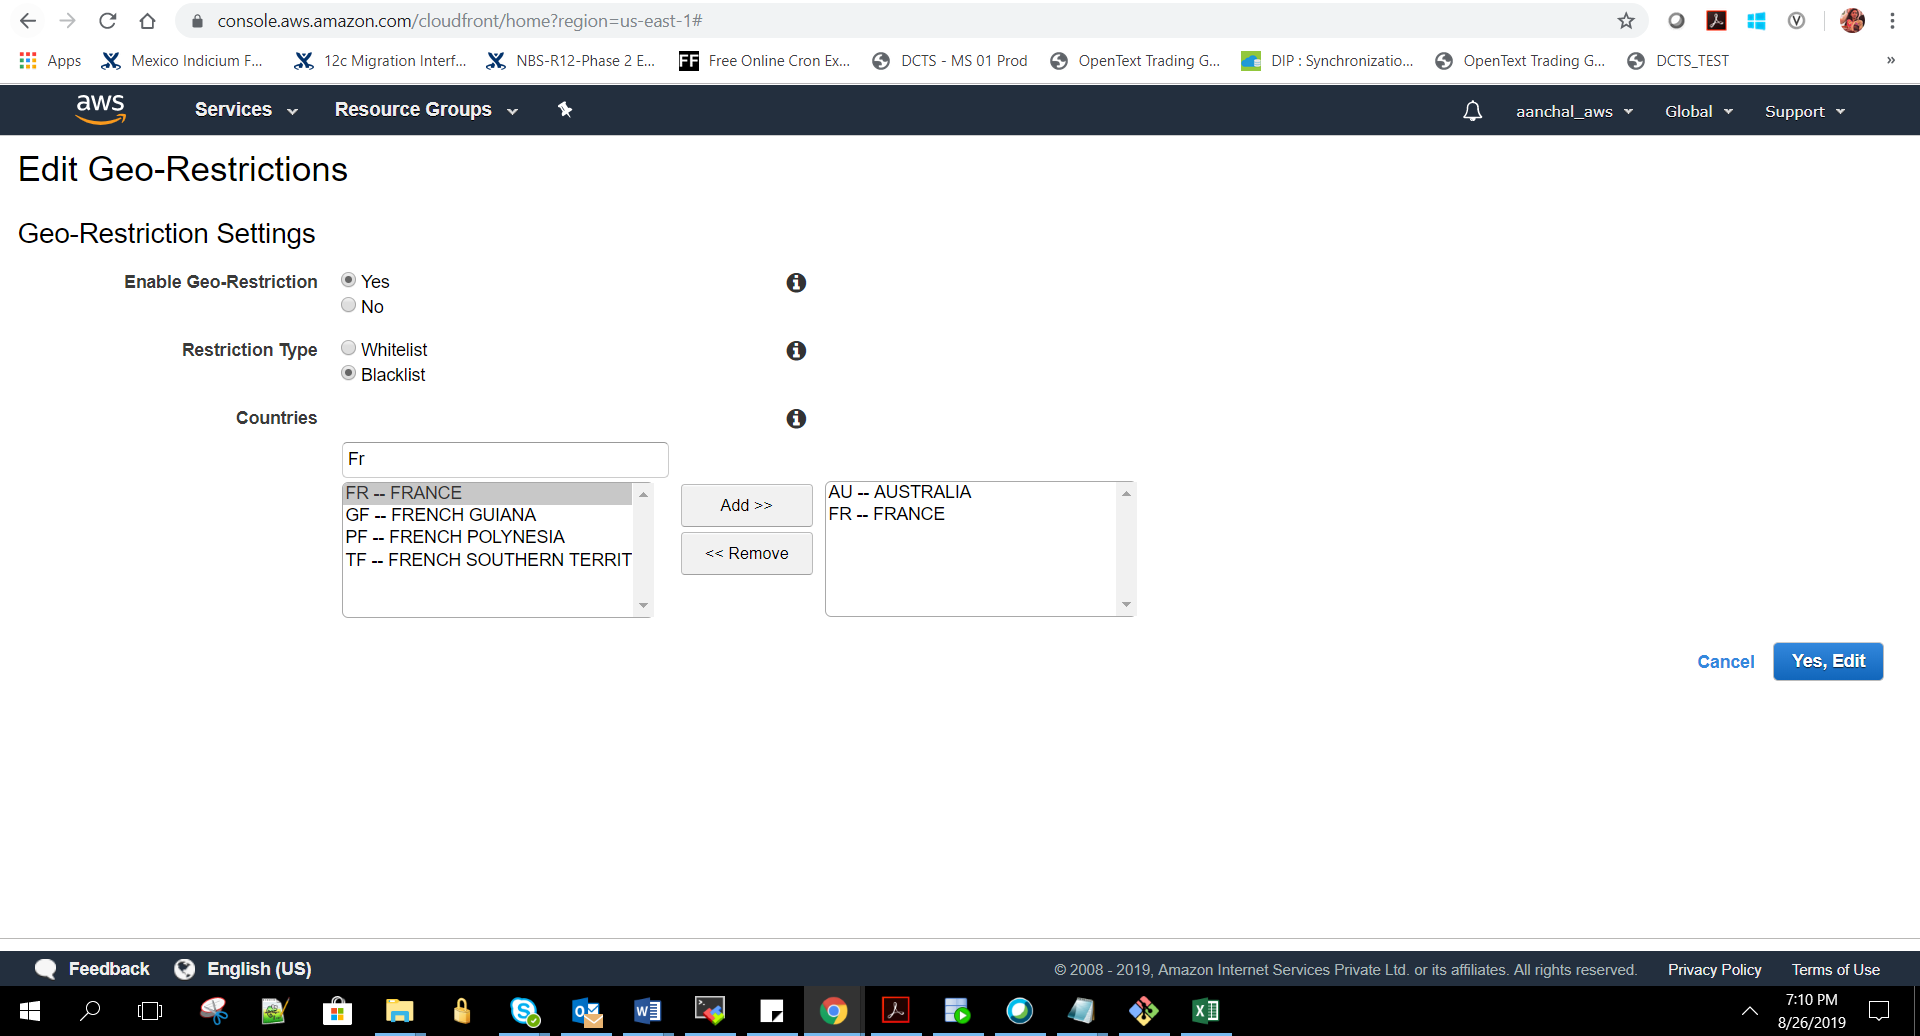 console.aws.amazon.com/cloudfront/home?region=us-east-1#
Apps Mexico Indicium F... 12c Migration Interf... NBS-R12-Phase 2 E... FF Free Online Cron Ex... DCTS - MS 01 Prod OpenText Trading G... DIP : Synchronizatio... OpenText Trading G... DCTS_TEST »
aws Services Resource Groups aanchal_aws Global Support
Edit Geo-Restrictions
Geo-Restriction Settings
Enable Geo-Restriction Yes
No
Restriction Type Whitelist
Blacklist
Countries
Fr
FR -- FRANCE
GF -- FRENCH GUIANA
PF -- FRENCH POLYNESIA
TF -- FRENCH SOUTHERN TERRIT
Add >>
<< Remove
AU -- AUSTRALIA
FR -- FRANCE
Cancel Yes, Edit
Feedback English (US) © 2008 - 2019, Amazon Internet Services Private Ltd. or its affiliates. All rights reserved. Privacy Policy Terms of Use
7:10 PM
8/26/2019